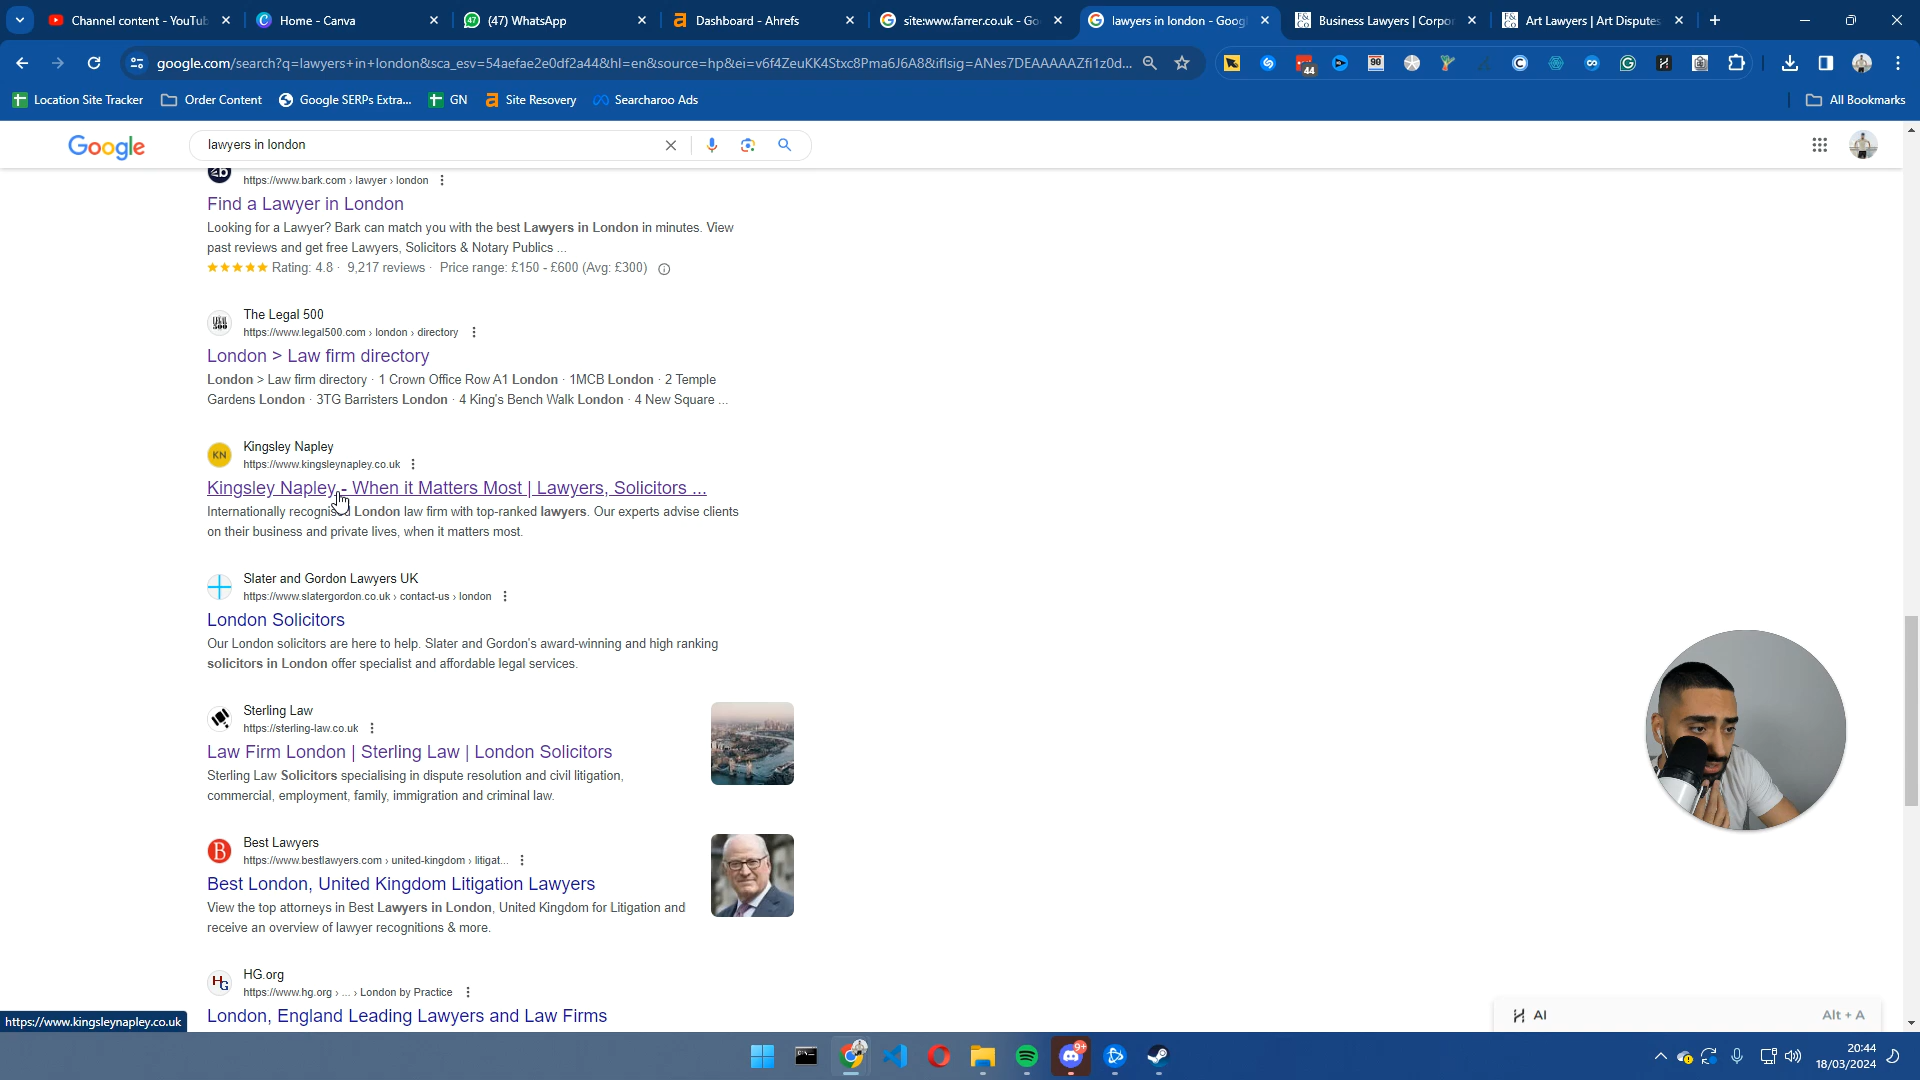 Channel content - YouTub
Home - Canva
(47) WhatsApp
Dashboard - Ahrefs
site:www.farrer.co.uk - Go
lawyers in london - Goog
Business Lawyers | Corpor
Art Lawyers | Art Disputes
google.com/search?q=lawyers+in+london&sca_esv=54aefae2e0df2a44&hl=en&source=hp&ei=v6f4ZeuKK4Stxc8Pma6J6A8&iflsig=ANes7DEAAAAAZfi1z0d...
44
Location Site Tracker
Order Content
Google SERPs Extra...
GN
Site Recovery
Searcharoo Ads
All Bookmarks
Google
lawyers in london
https://www.bark.com › lawyer › london
Find a Lawyer in London
Looking for a Lawyer? Bark can match you with the best Lawyers in London in minutes. View
past reviews and get free Lawyers, Solicitors & Notary Publics ...
Rating: 4.8 · 9,217 reviews · Price range: £150 - £600 (Avg: £300)
The Legal 500
https://www.legal500.com › london › directory
London > Law firm directory
London > Law firm directory · 1 Crown Office Row A1 London · 1MCB London · 2 Temple
Gardens London · 3TG Barristers London · 4 King's Bench Walk London · 4 New Square ...
KN
Kingsley Napley
https://www.kingsleynapley.co.uk
Kingsley Napley - When it Matters Most | Lawyers, Solicitors ...
Internationally recognised London law firm with top-ranked lawyers. Our experts advise clients
on their business and private lives, when it matters most.
Slater and Gordon Lawyers UK
https://www.slatergordon.co.uk › contact-us › london
London Solicitors
Our London solicitors are here to help. Slater and Gordon's award-winning and high ranking
solicitors in London offer specialist and affordable legal services.
Sterling Law
https://sterling-law.co.uk
Law Firm London | Sterling Law | London Solicitors
Sterling Law Solicitors specialising in dispute resolution and civil litigation,
commercial, employment, family, immigration and criminal law.
Best Lawyers
https://www.bestlawyers.com › united-kingdom › litigat...
Best London, United Kingdom Litigation Lawyers
View the top attorneys in Best Lawyers in London, United Kingdom for Litigation and
receive an overview of lawyer recognitions & more.
HG.org
https://www.hg.org › ... › London by Practice
London, England Leading Lawyers and Law Firms
https://www.kingsleynapley.co.uk
AI
Alt + A
9+
20:44
18/03/2024